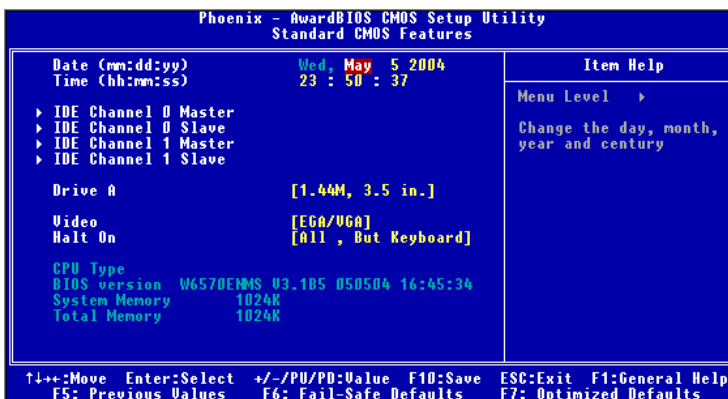 Phoenix - AwardBIOS CMOS Setup Utility
Standard CMOS Features
Date (mm:dd:yy) Wed, May 5 2004
Time (hh:mm:ss) 23 : 50 : 37
IDE Channel 0 Master
IDE Channel 0 Slave
IDE Channel 1 Master
IDE Channel 1 Slave
Drive A [1.44M, 3.5 in.]
Video [EGA/VGA]
Halt On [All , But Keyboard]
CPU Type
BIOS version W6570ENMS V3.1B5 050504 16:45:34
System Memory 1024K
Total Memory 1024K
Item Help
Menu Level ▸
Change the day, month,
year and century
↑↓→←:Move Enter:Select +/-/PU/PD:Value F10:Save ESC:Exit F1:General Help
F5: Previous Values F6: Fail-Safe Defaults F7: Optimized Defaults